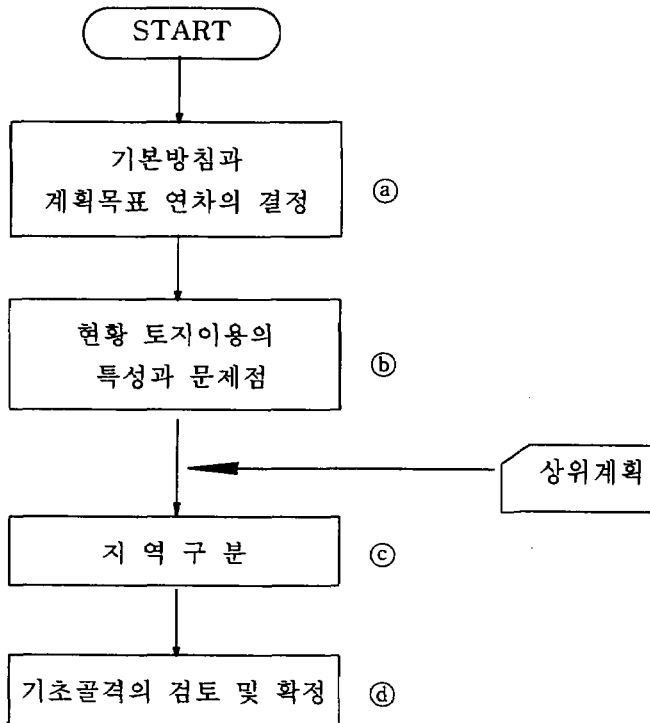 START
기본방침과
계획목표 연차의 결정
ⓐ
현황 토지이용의
특성과 문제점
ⓑ
상위계획
지 역 구 분
ⓒ
기초골격의 검토 및 확정
ⓓ